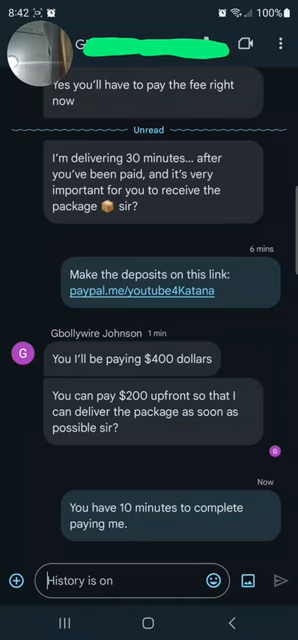 8:42
100%
G
Yes you'll have to pay the fee right
now
Unread
I'm delivering 30 minutes... after
you've been paid, and it's very
important for you to receive the
package 📦 sir?
6 mins
Make the deposits on this link:
paypal.me/youtube4Katana
Gbollywire Johnson 1 min
G
You I'll be paying $400 dollars
You can pay $200 upfront so that I
can deliver the package as soon as
possible sir?
G
Now
You have 10 minutes to complete
paying me.
History is on